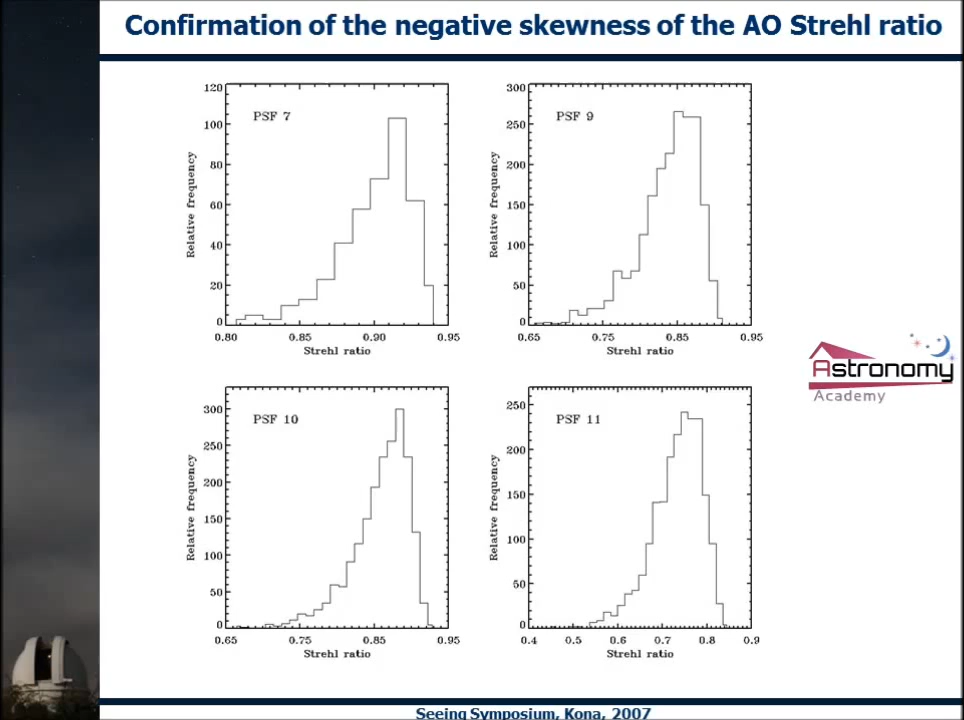 Confirmation of the negative skewness of the AO Strehl ratio
120
100
80
60
40
20
0
Relative frequency
PSF 7
0.80
0.85
0.90
0.95
Strehl ratio
300
250
200
150
100
50
0
Relative frequency
PSF 9
0.65
0.75
0.85
0.95
Strehl ratio
Astronomy
Academy
300
250
200
150
100
50
0
Relative frequency
PSF 10
0.65
0.75
0.85
0.95
Strehl ratio
250
200
150
100
50
0
Relative frequency
PSF 11
0.4
0.5
0.6
0.7
0.8
0.9
Strehl ratio
Seeing Symposium, Kona, 2007